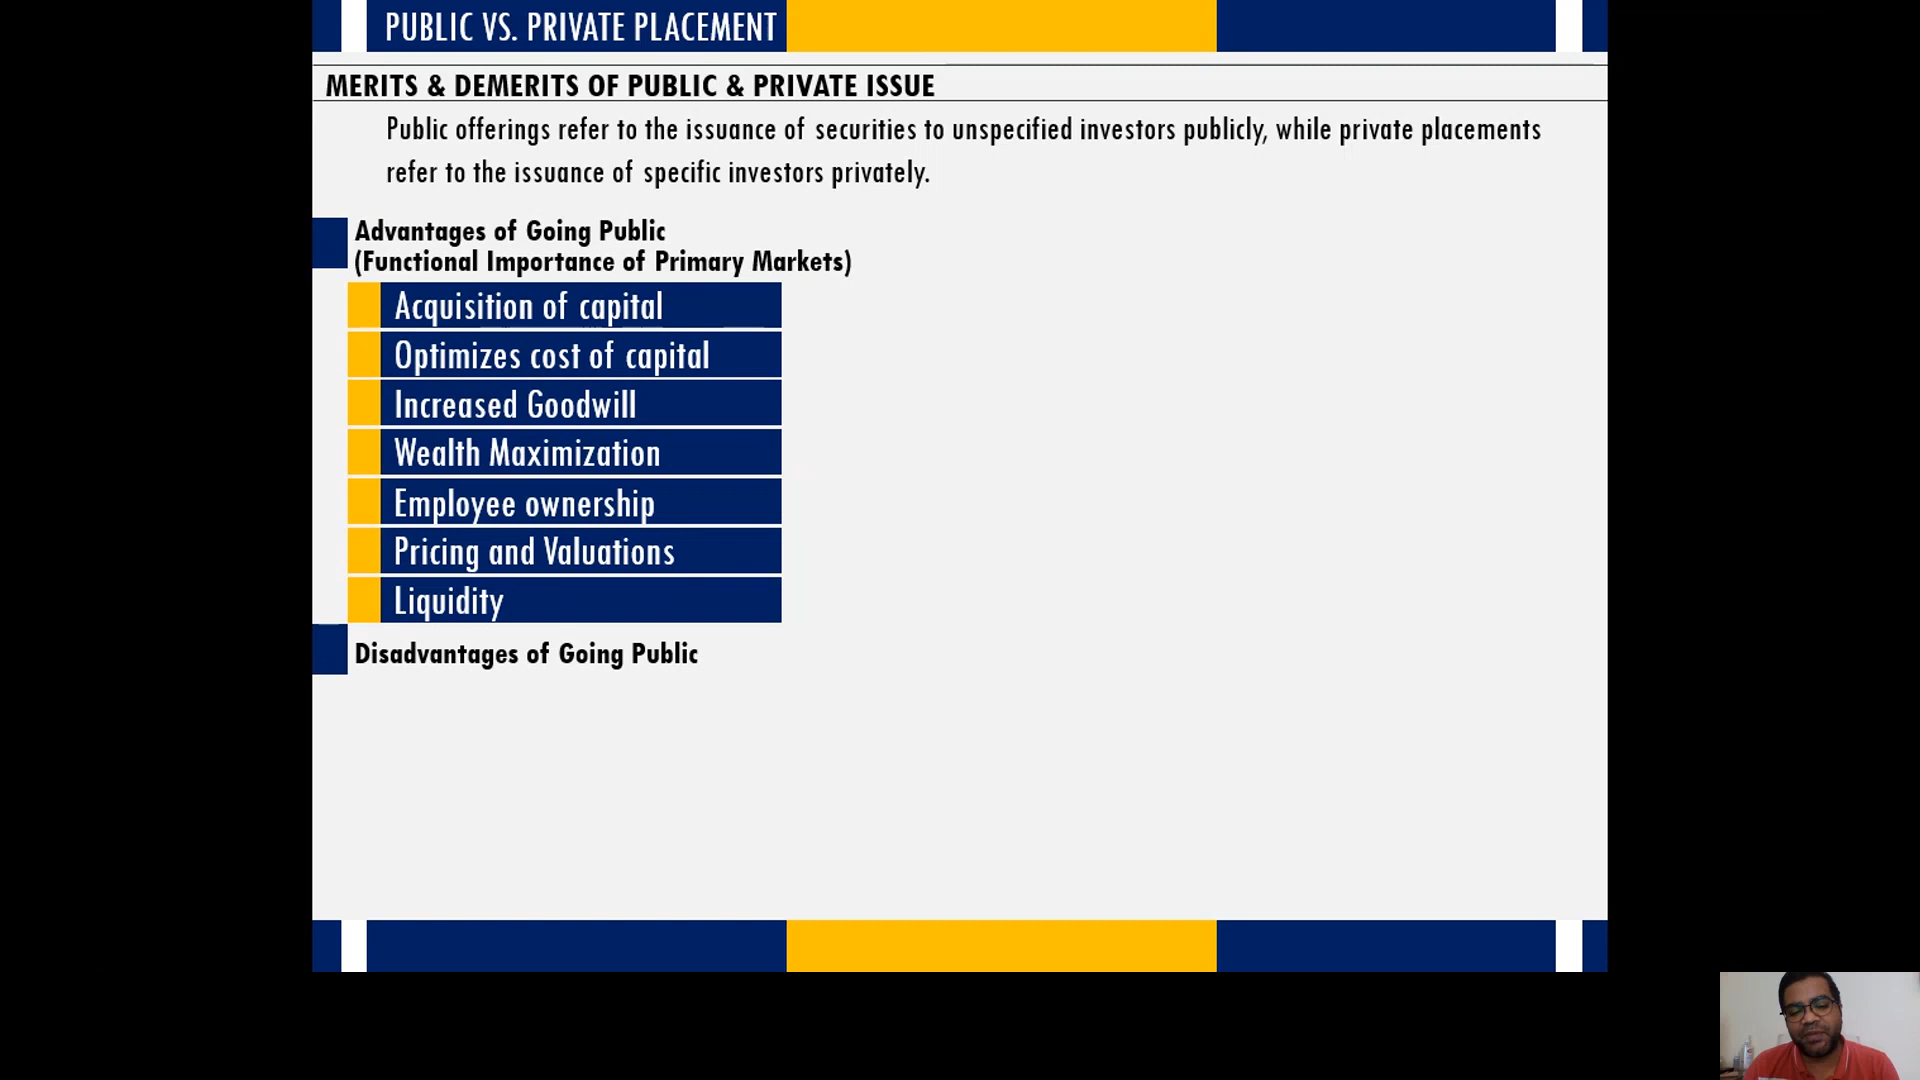 PUBLIC VS. PRIVATE PLACEMENT
MERITS & DEMERITS OF PUBLIC & PRIVATE ISSUE
Public offerings refer to the issuance of securities to unspecified investors publicly, while private placements
refer to the issuance of specific investors privately.
Advantages of Going Public
(Functional Importance of Primary Markets)
Acquisition of capital
Optimizes cost of capital
Increased Goodwill
Wealth Maximization
Employee ownership
Pricing and Valuations
Liquidity
Disadvantages of Going Public